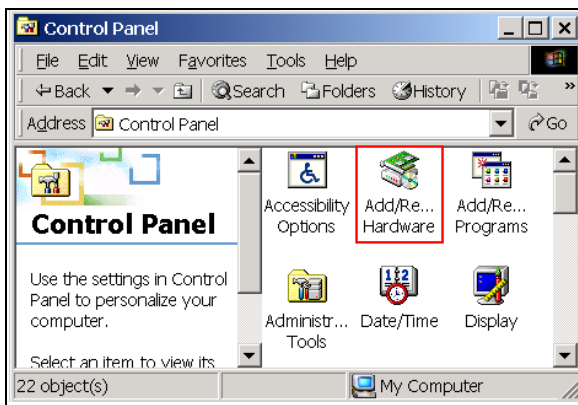 Control Panel
File Edit View Favorites Tools Help
Back Search Folders History »
Address Control Panel Go
Control Panel
Use the settings in Control
Panel to personalize your
computer.
Select an item to view its
Accessibility
Options
Add/Re...
Hardware
Add/Re...
Programs
Administr...
Tools
Date/Time
Display
22 object(s) My Computer